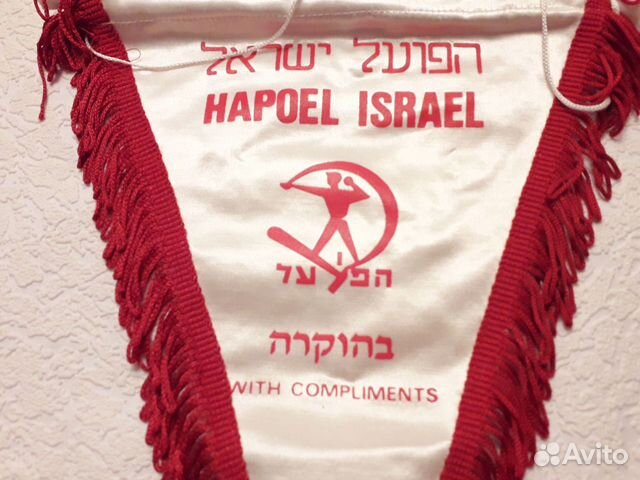 הפועל ישראל
HAPOEL ISRAEL
הפועל
בהוקרה
WITH COMPLIMENTS
Avito